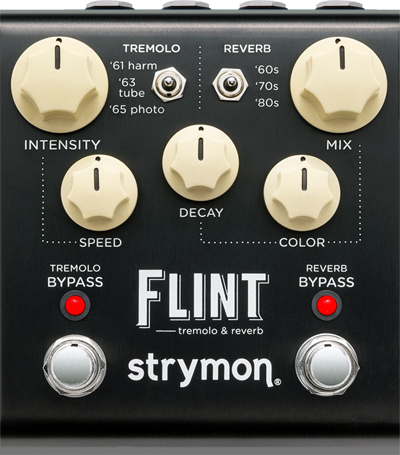 TREMOLO
'61 harm
'63
tube
'65 photo
REVERB
'60s
'70s
'80s
INTENSITY
MIX
DECAY
SPEED
COLOR
TREMOLO
BYPASS
REVERB
BYPASS
FLINT
tremolo & reverb
strymon®